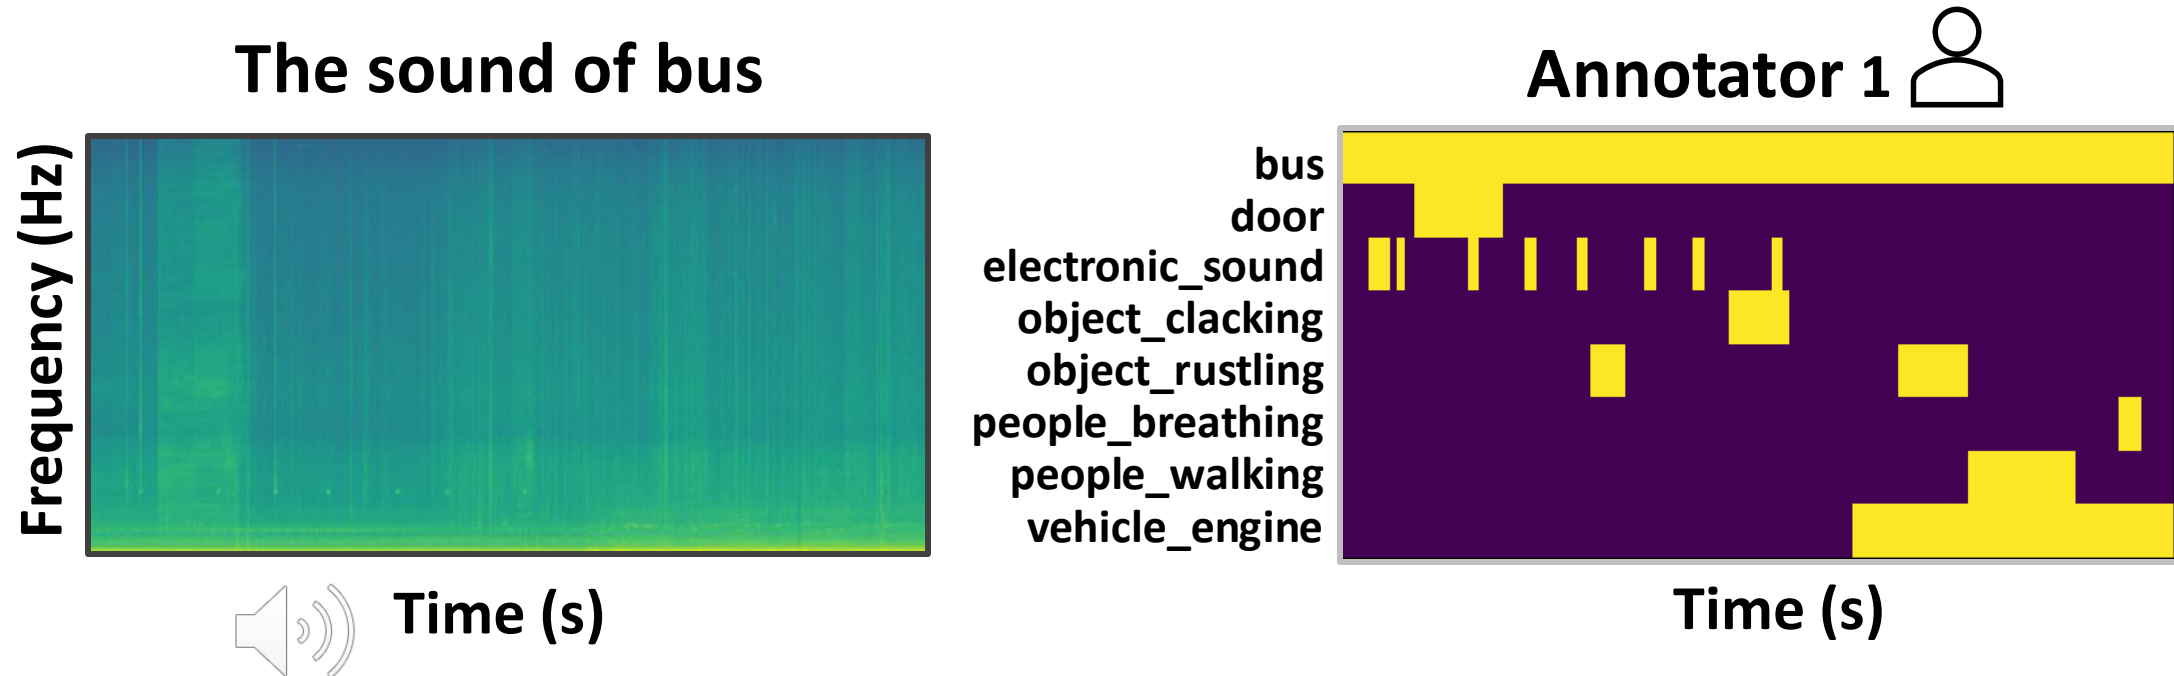 The sound of bus
Frequency (Hz)
Time (s)
Annotator 1
bus
door
electronic_sound
object_clacking
object_rustling
people_breathing
people_walking
vehicle_engine
Time (s)